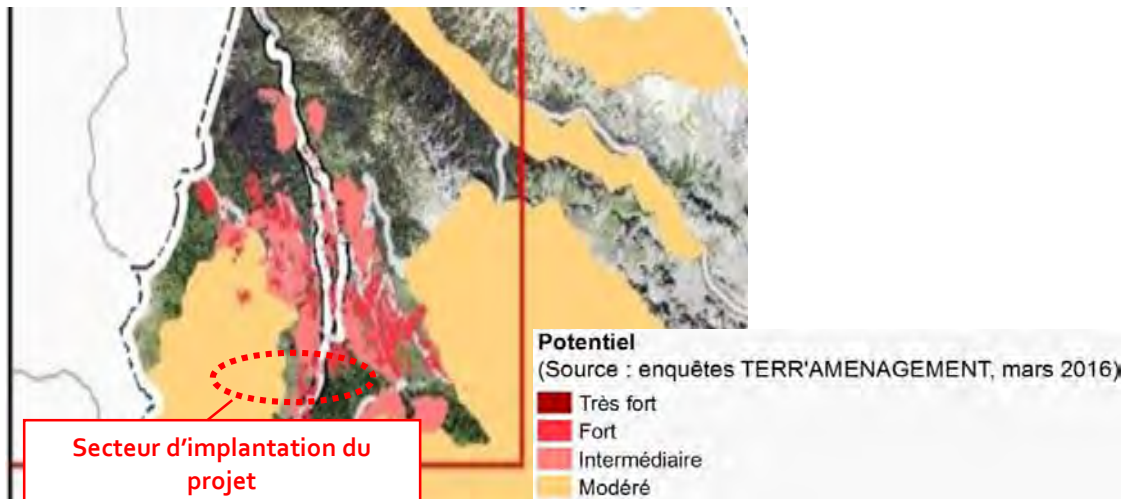 Potentiel
(Source : enquêtes TERR'AMENAGEMENT, mars 2016)
Très fort
Fort
Intermédiaire
Modéré
Secteur d'implantation du
projet